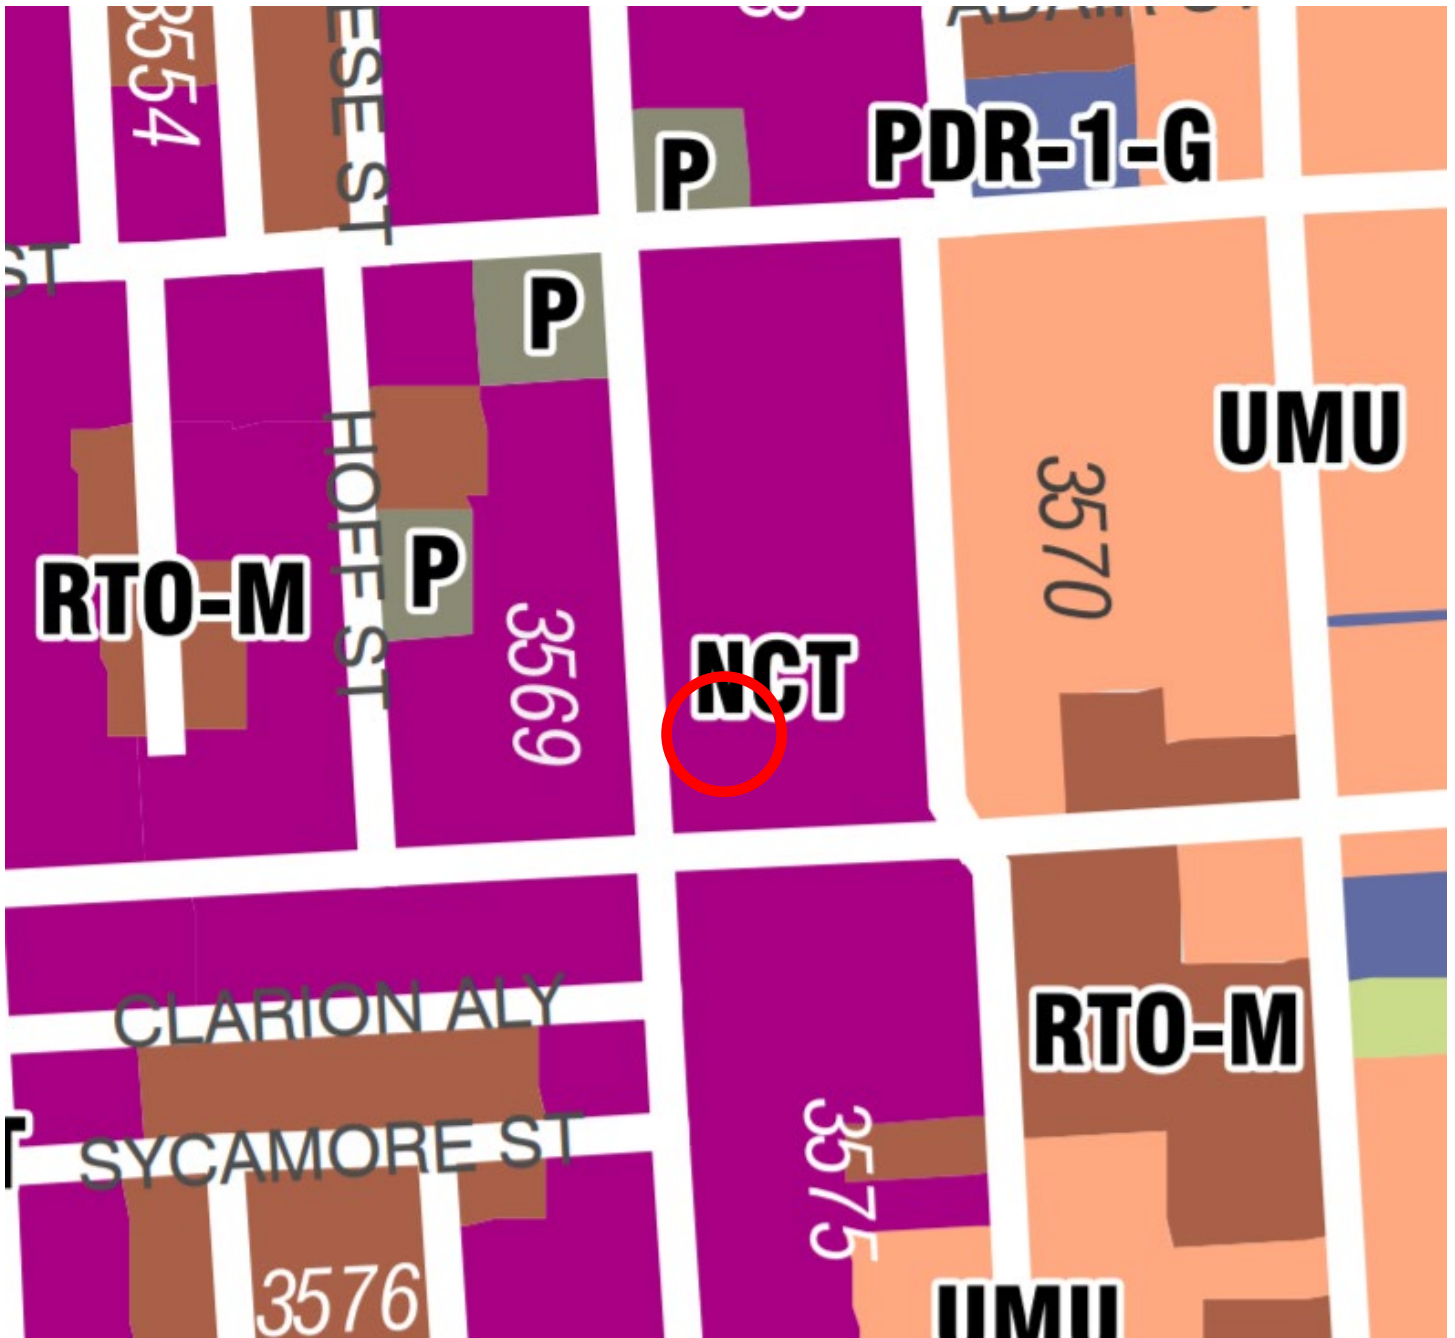 3554
ESE ST
P
PDR-1-G
ST
P
UMU
HOFF ST
3570
P
RTO-M
3569
NCT
CLARION ALY
RTO-M
SYCAMORE ST
3575
3576
UMU